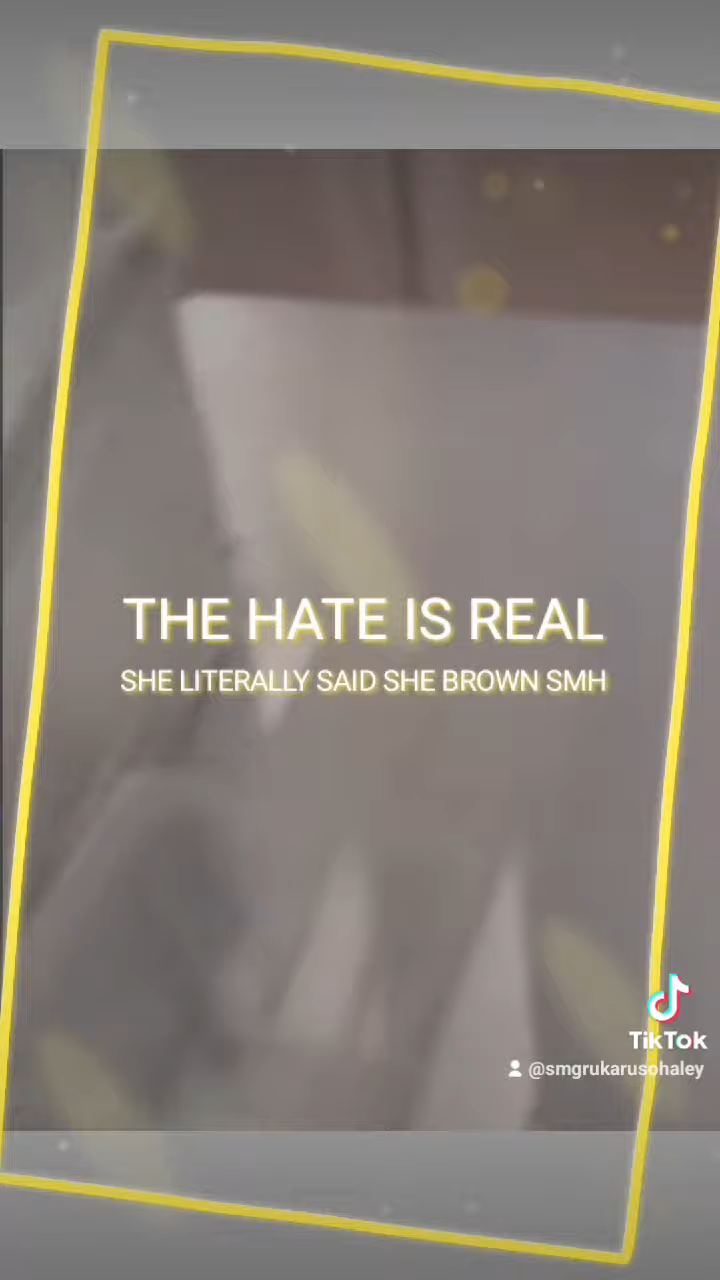 THE HATE IS REAL
SHE LITERALLY SAID SHE BROWN SMH
TikTok
@smgrukarusohaley